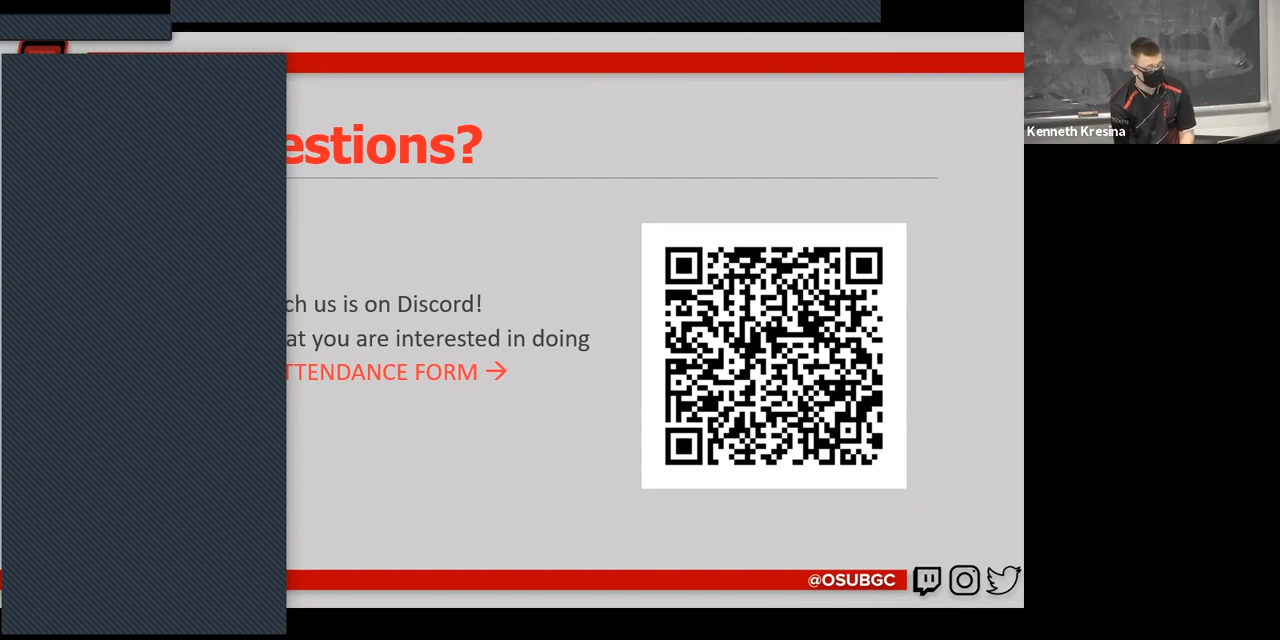 estions?
Kenneth Kresina
ch us is on Discord!
at you are interested in doing
TTENDANCE FORM →
@OSUBGC